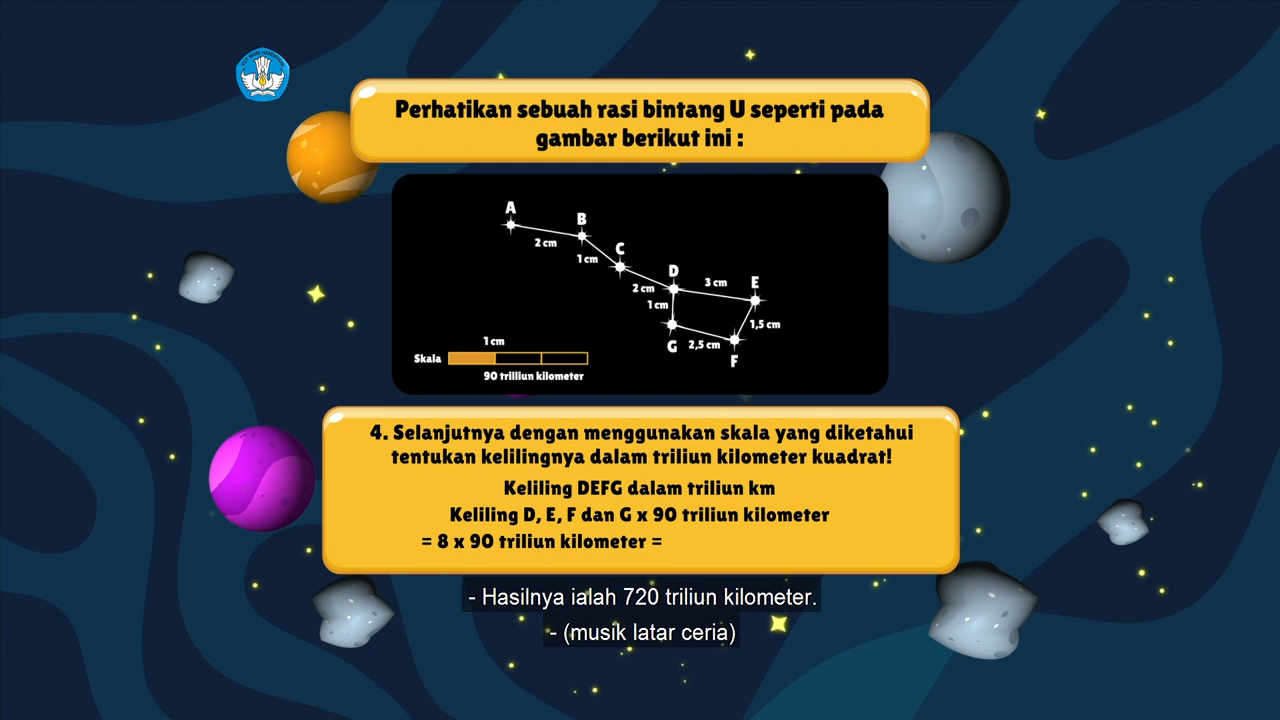 Perhatikan sebuah rasi bintang U seperti pada
gambar berikut ini :
A
B
2 cm
C
1 cm
D
2 cm
3 cm
E
1 cm
1,5 cm
G
2,5 cm
F
1 cm
Skala
90 trilliun kilometer
4. Selanjutnya dengan menggunakan skala yang diketahui
tentukan kelilingnya dalam triliun kilometer kuadrat!
Keliling DEFG dalam triliun km
Keliling D, E, F dan G x 90 triliun kilometer
= 8 x 90 triliun kilometer =
- Hasilnya ialah 720 triliun kilometer.
- (musik latar ceria)